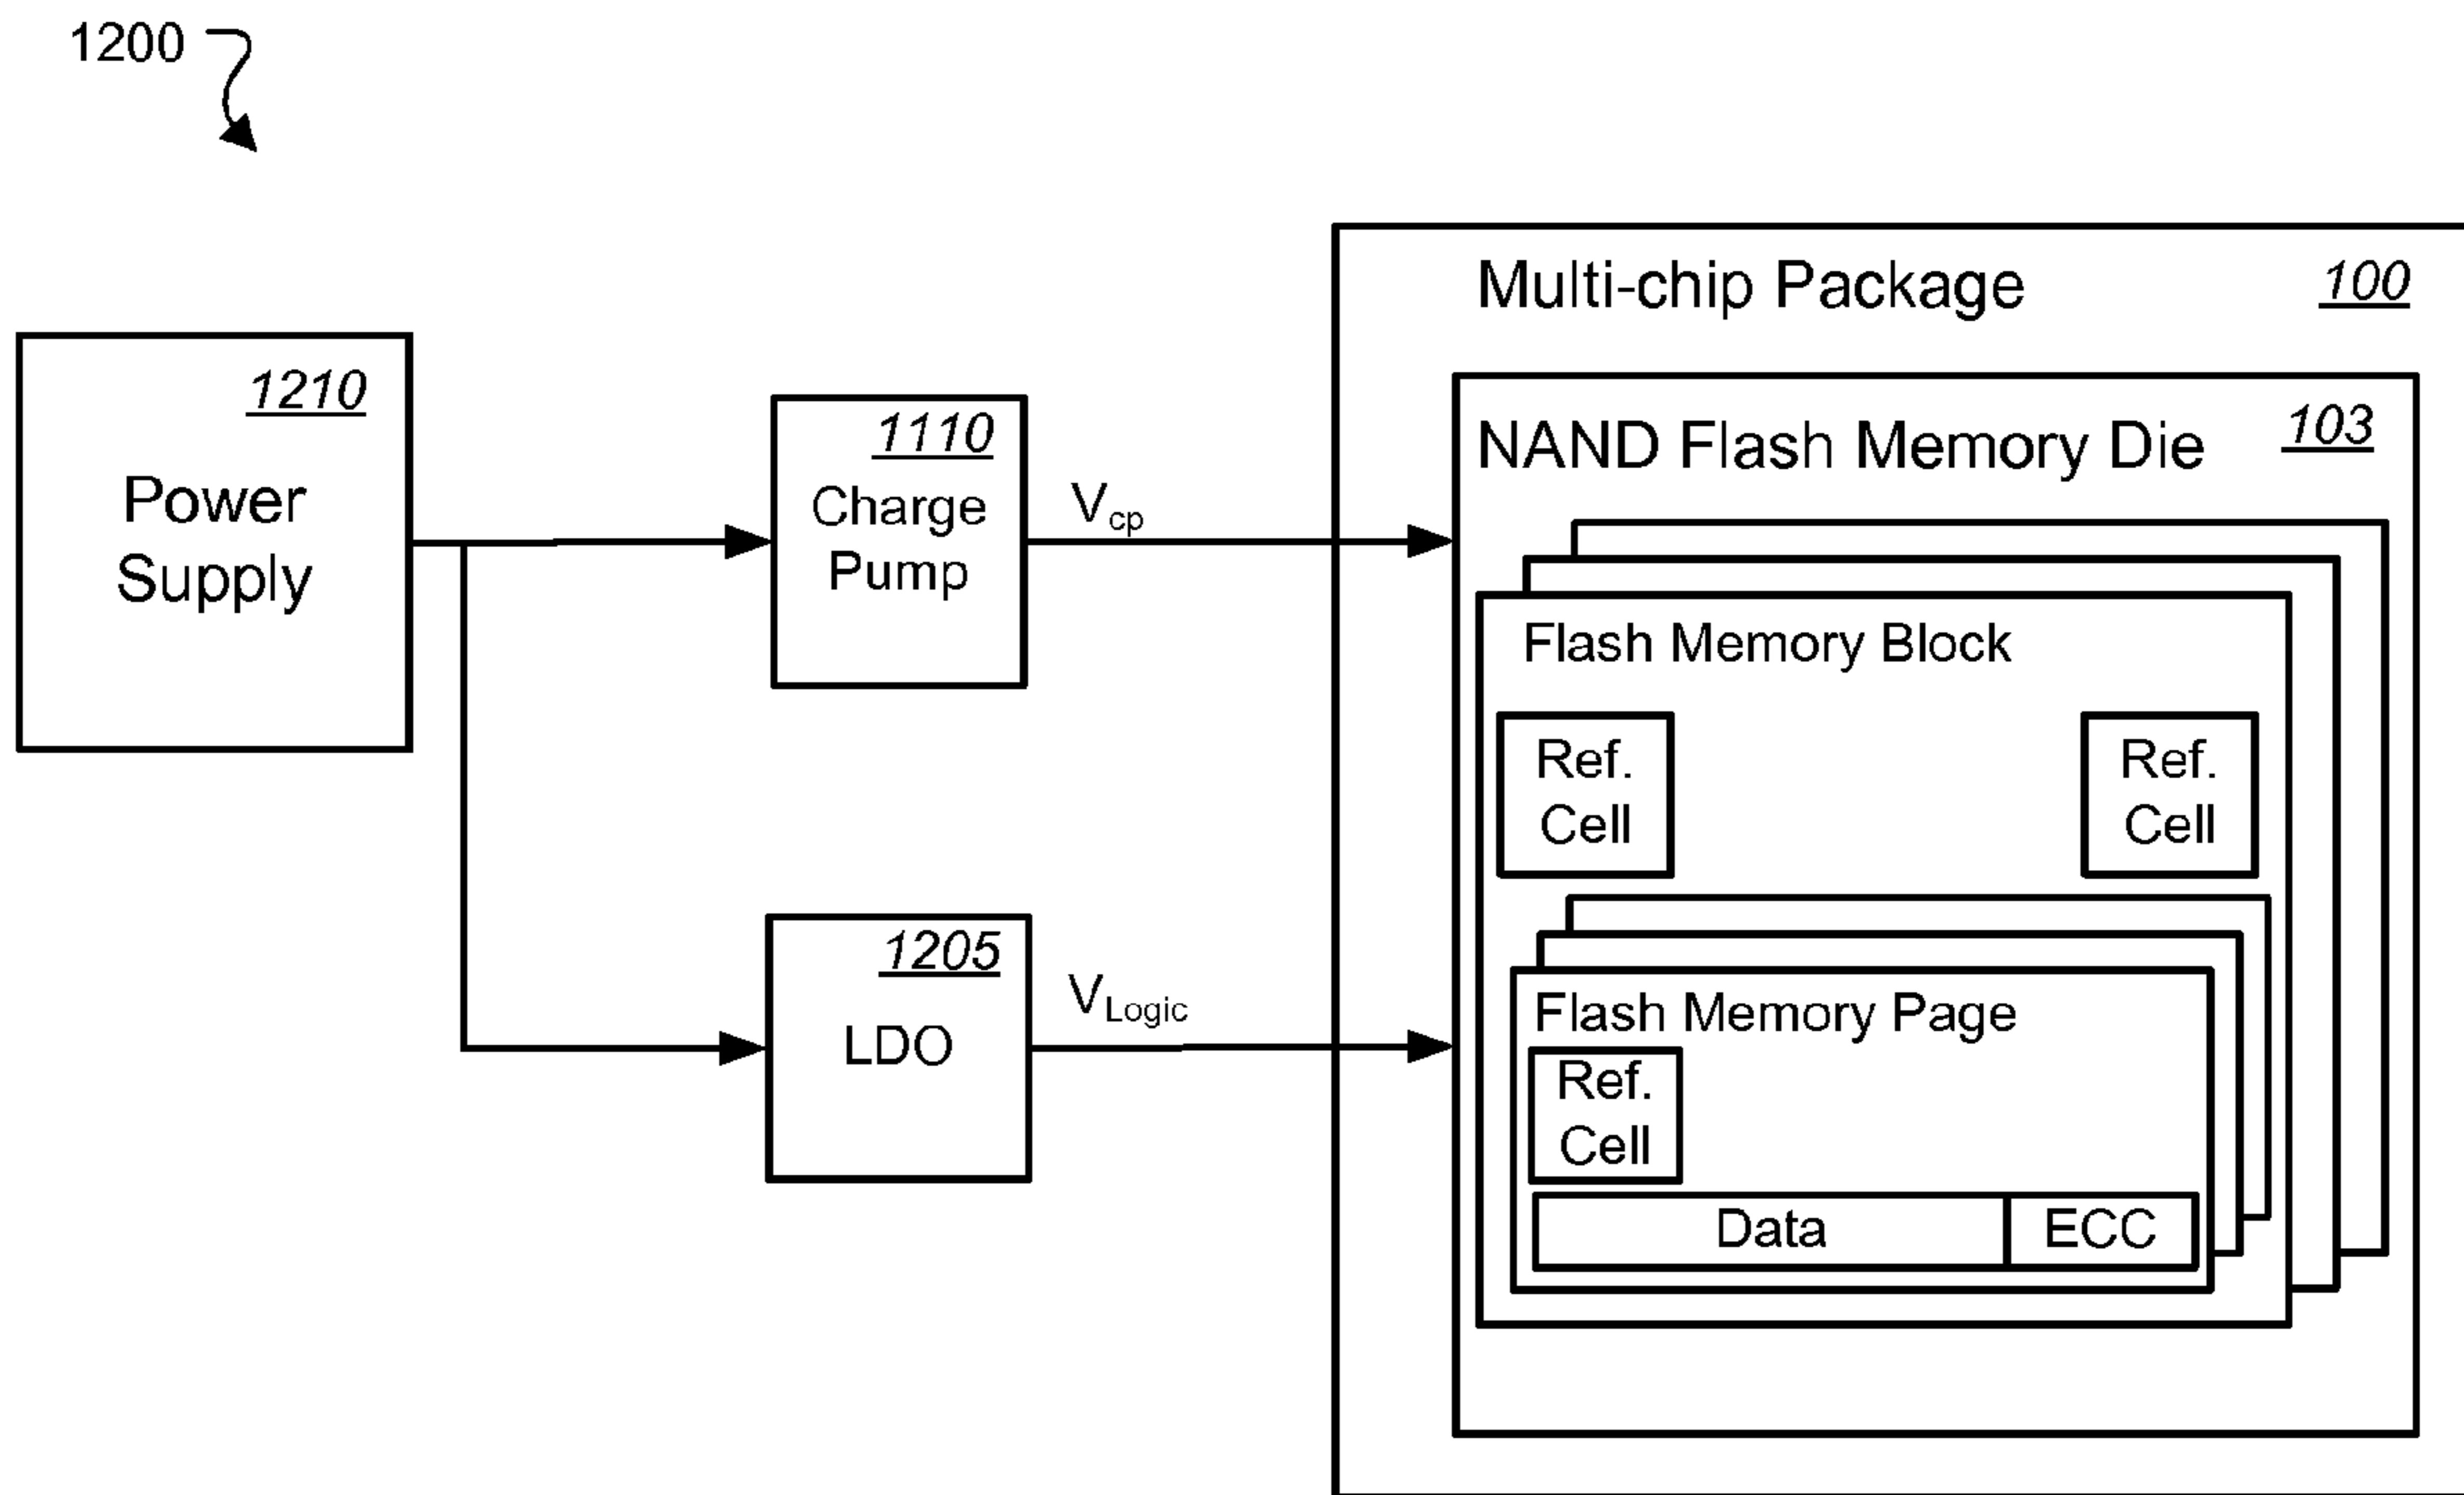 1200
Multi-chip Package 100
1210
Power
Supply
1110
Charge
Pump
Vcp
NAND Flash Memory Die 103
Flash Memory Block
Ref.
Cell
Ref.
Cell
1205
LDO
VLogic
Flash Memory Page
Ref.
Cell
Data ECC